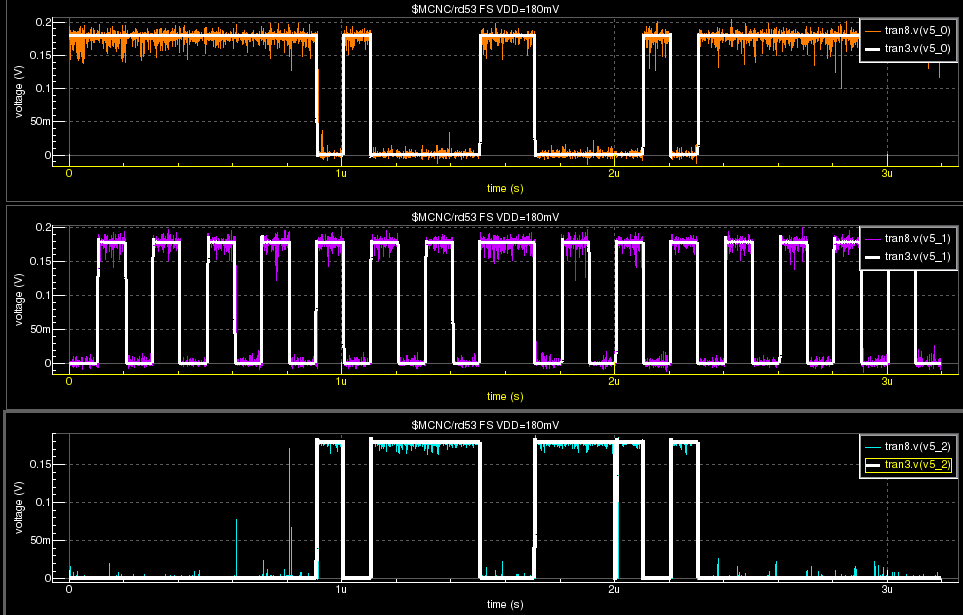 $MCNC/rd53 FS VDD=180mV
0.2
0.15
0.1
50m
0
voltage (V)
tran8.v(v5_0)
tran3.v(v5_0)
0 1u 2u 3u
time (s)
$MCNC/rd53 FS VDD=180mV
0.2
0.15
0.1
50m
0
voltage (V)
tran8.v(v5_1)
tran3.v(v5_1)
0 1u 2u 3u
time (s)
$MCNC/rd53 FS VDD=180mV
0.15
0.1
50m
0
voltage (V)
tran8.v(v5_2)
tran3.v(v5_2)
0 1u 2u 3u
time (s)